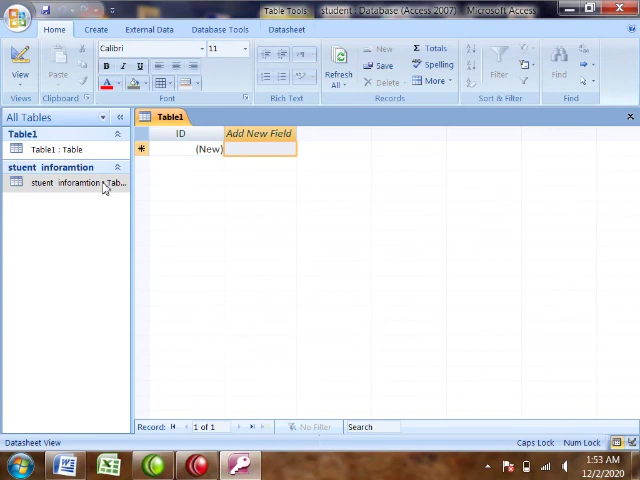 Table Tools student : Database (Access 2007) - Microsoft Access
Home Create External Data Database Tools Datasheet
View
Paste
Calibri 11
B I U
A
Refresh
All
New
Save
Delete
Totals
Spelling
More
Filter
Find
Views Clipboard Font Rich Text Records Sort & Filter Find
All Tables
Table1
Table1 : Table
stuent inforamtion
stuent inforamtion : Tab...
Table1
ID Add New Field
(New)
Record: 1 of 1 No Filter Search
Datasheet View Caps Lock Num Lock
1:53 AM
12/2/2020